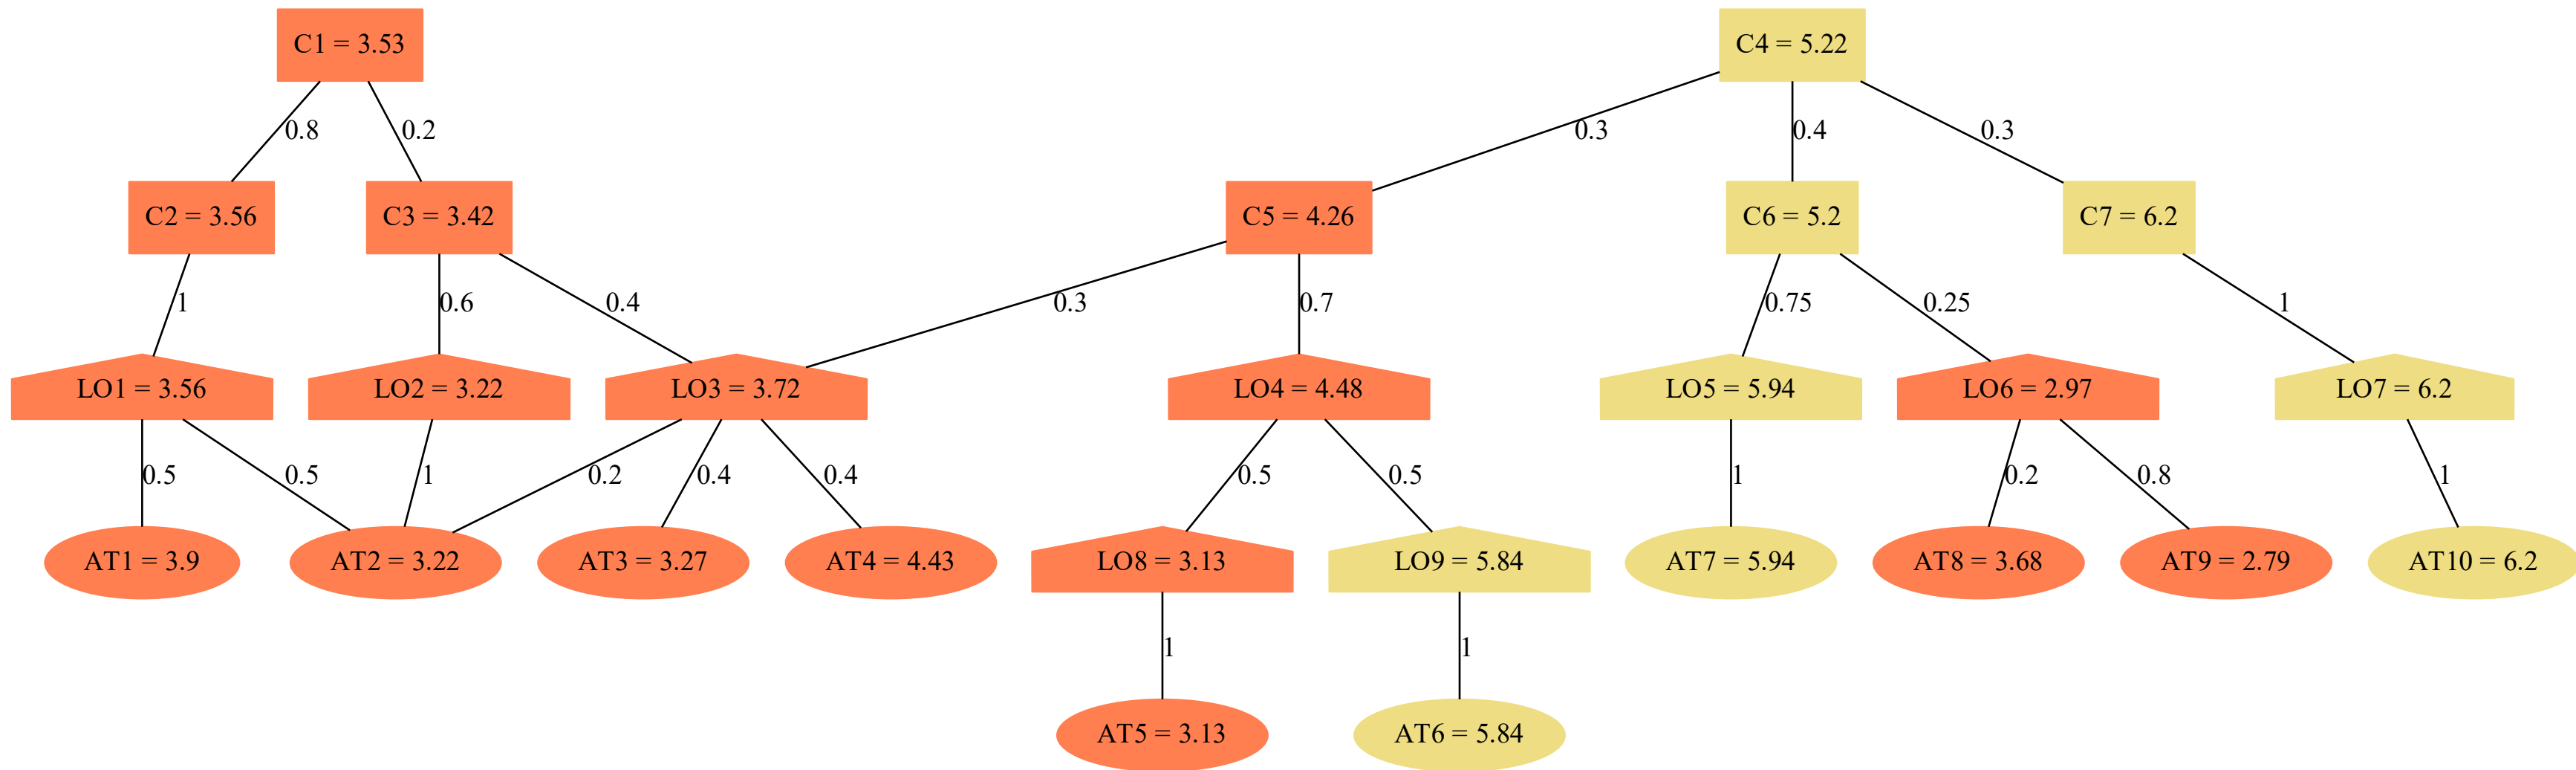 C1 = 3.53
C4 = 5.22
0.8
0.2
0.3
0.4
0.3
C2 = 3.56
C3 = 3.42
C5 = 4.26
C6 = 5.2
C7 = 6.2
1
0.6
0.4
0.3
0.7
0.75
0.25
1
LO1 = 3.56
LO2 = 3.22
LO3 = 3.72
LO4 = 4.48
LO5 = 5.94
LO6 = 2.97
LO7 = 6.2
0.5
0.5
1
0.2
0.4
0.4
0.5
0.5
1
0.2
0.8
1
AT1 = 3.9
AT2 = 3.22
AT3 = 3.27
AT4 = 4.43
LO8 = 3.13
LO9 = 5.84
AT7 = 5.94
AT8 = 3.68
AT9 = 2.79
AT10 = 6.2
1
1
AT5 = 3.13
AT6 = 5.84